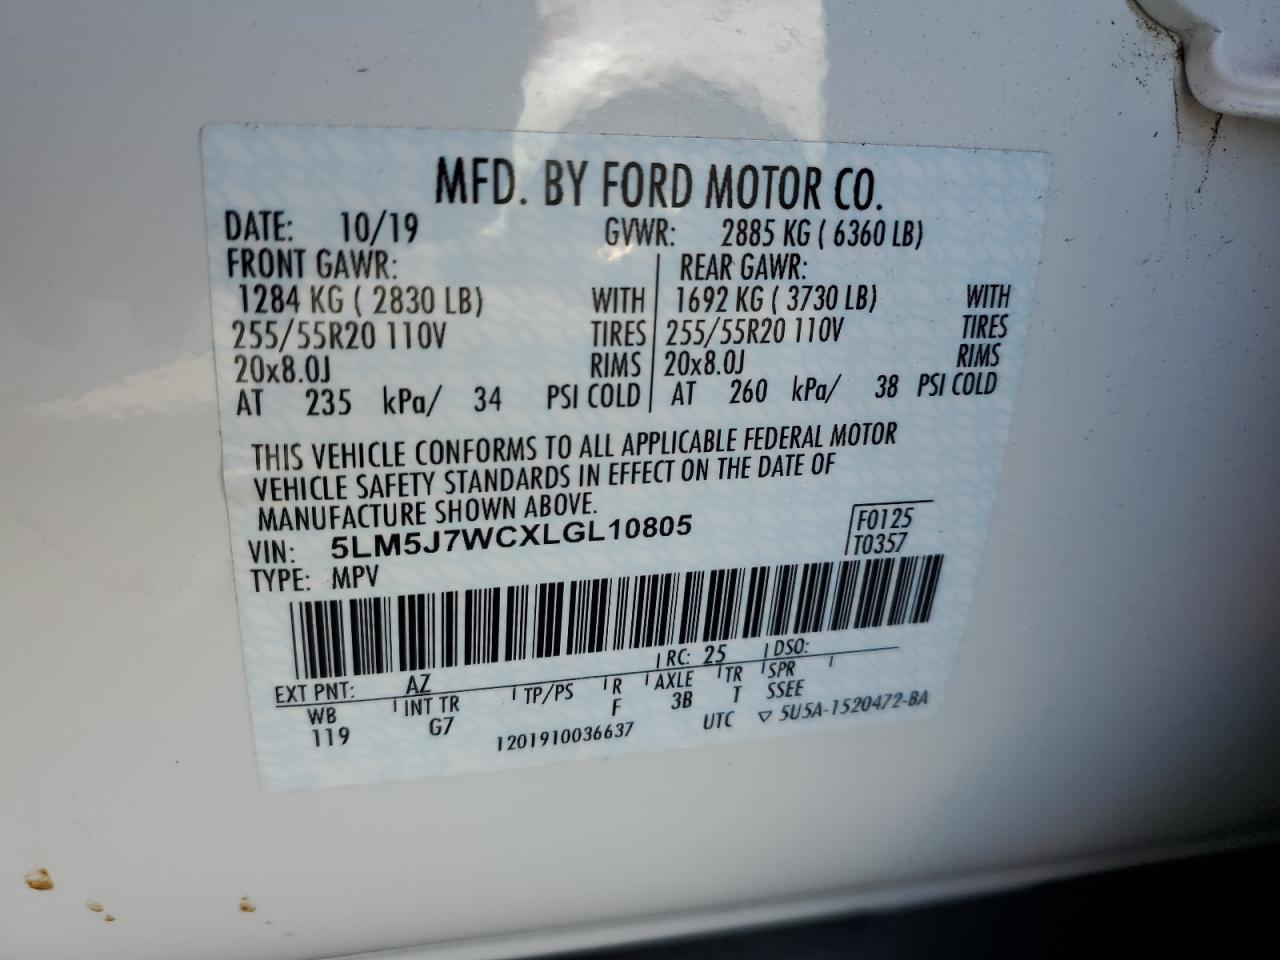 MFD. BY FORD MOTOR CO.
DATE: 10/19 GVWR: 2885 KG ( 6360 LB)
FRONT GAWR: REAR GAWR:
1284 KG ( 2830 LB) WITH 1692 KG ( 3730 LB) WITH
255/55R20 110V TIRES 255/55R20 110V TIRES
20x8.0J RIMS 20x8.0J RIMS
AT 235 kPa/ 34 PSI COLD AT 260 kPa/ 38 PSI COLD
THIS VEHICLE CONFORMS TO ALL APPLICABLE FEDERAL MOTOR
VEHICLE SAFETY STANDARDS IN EFFECT ON THE DATE OF
MANUFACTURE SHOWN ABOVE.
VIN: 5LM5J7WCXLGL10805 F0125
TYPE: MPV T0357
EXT PNT: AZ RC: 25 DSO:
WB INT TR TP/PS R AXLE TR SPR
119 G7 F 3B T SSEE
1201910036637 UTC ▽ 5U5A-1520472-BA